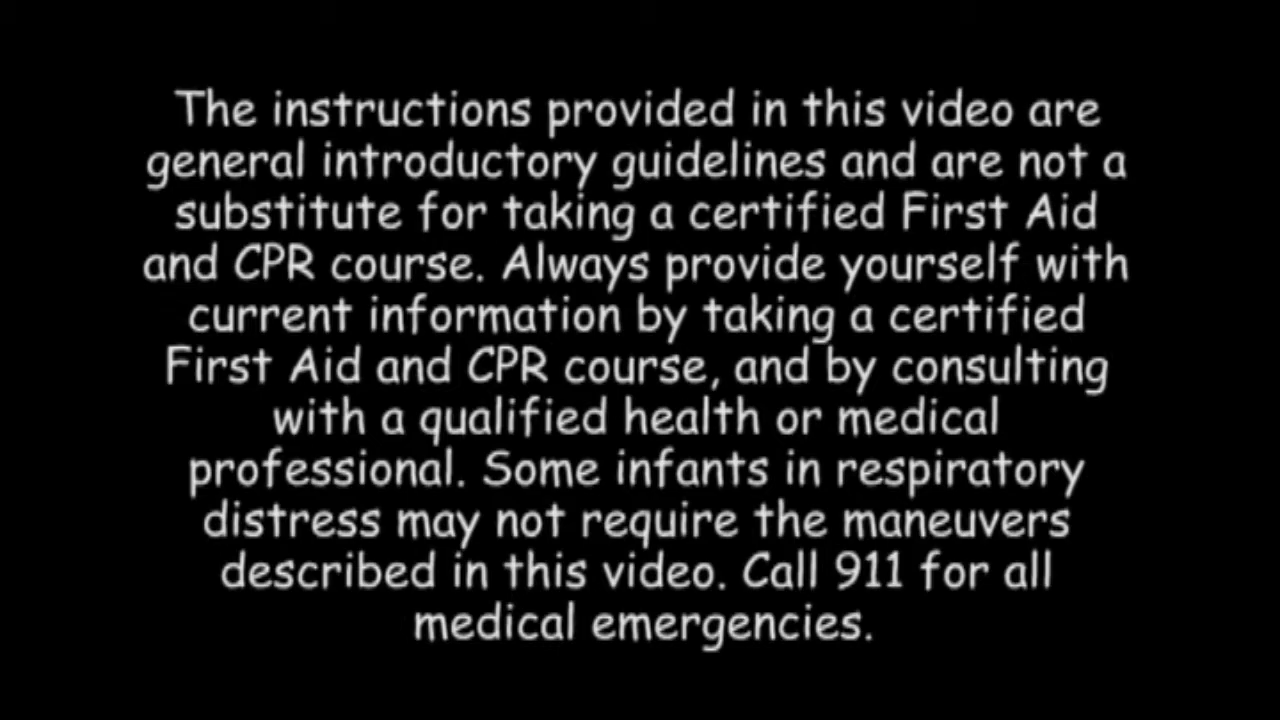 The instructions provided in this video are
general introductory guidelines and are not a
substitute for taking a certified First Aid
and CPR course. Always provide yourself with
current information by taking a certified
First Aid and CPR course, and by consulting
with a qualified health or medical
professional. Some infants in respiratory
distress may not require the maneuvers
described in this video. Call 911 for all
medical emergencies.